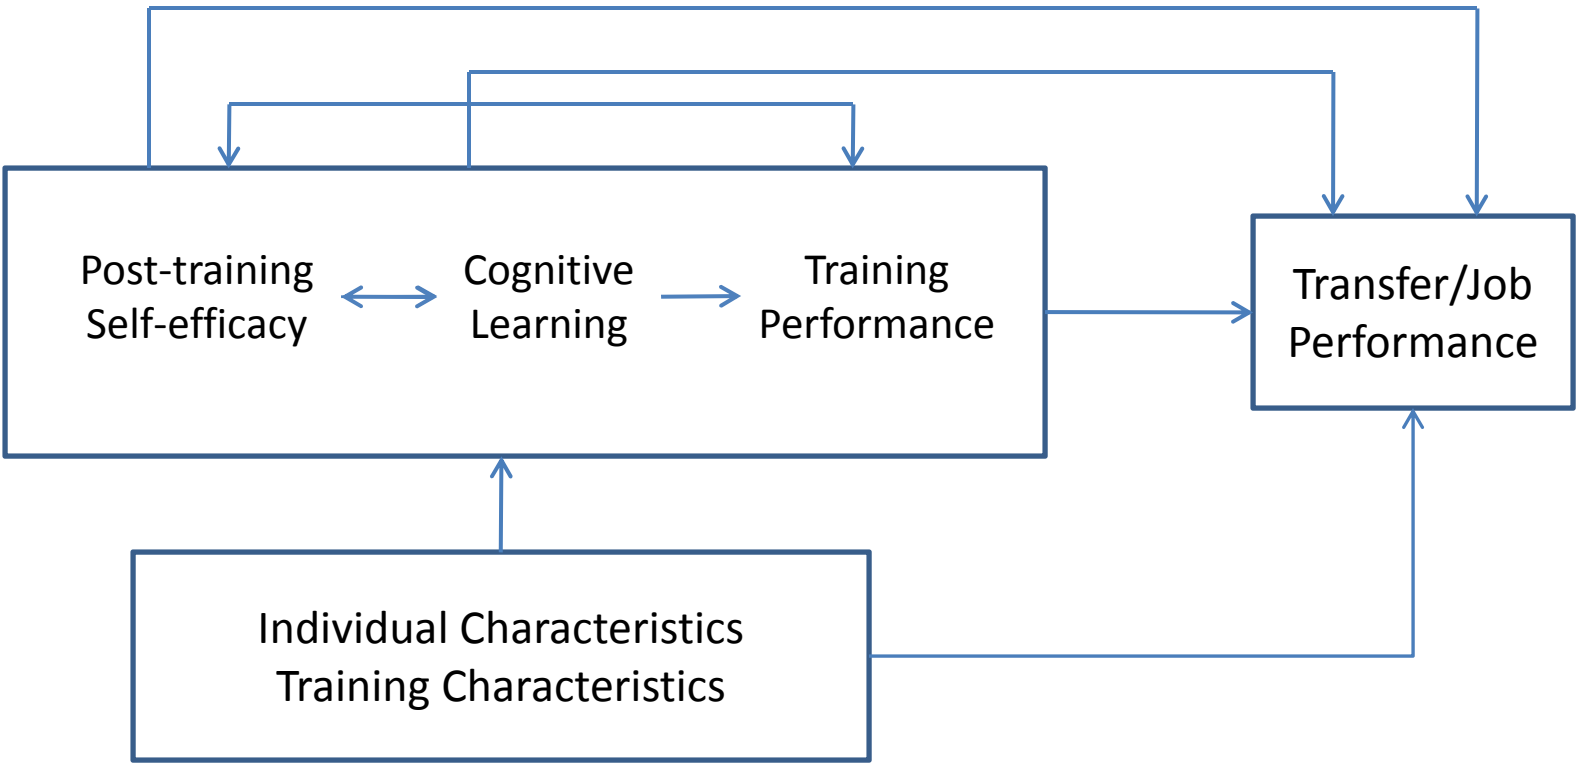 Post-training
Self-efficacy
Cognitive
Learning
Training
Performance
Transfer/Job
Performance
Individual Characteristics
Training Characteristics